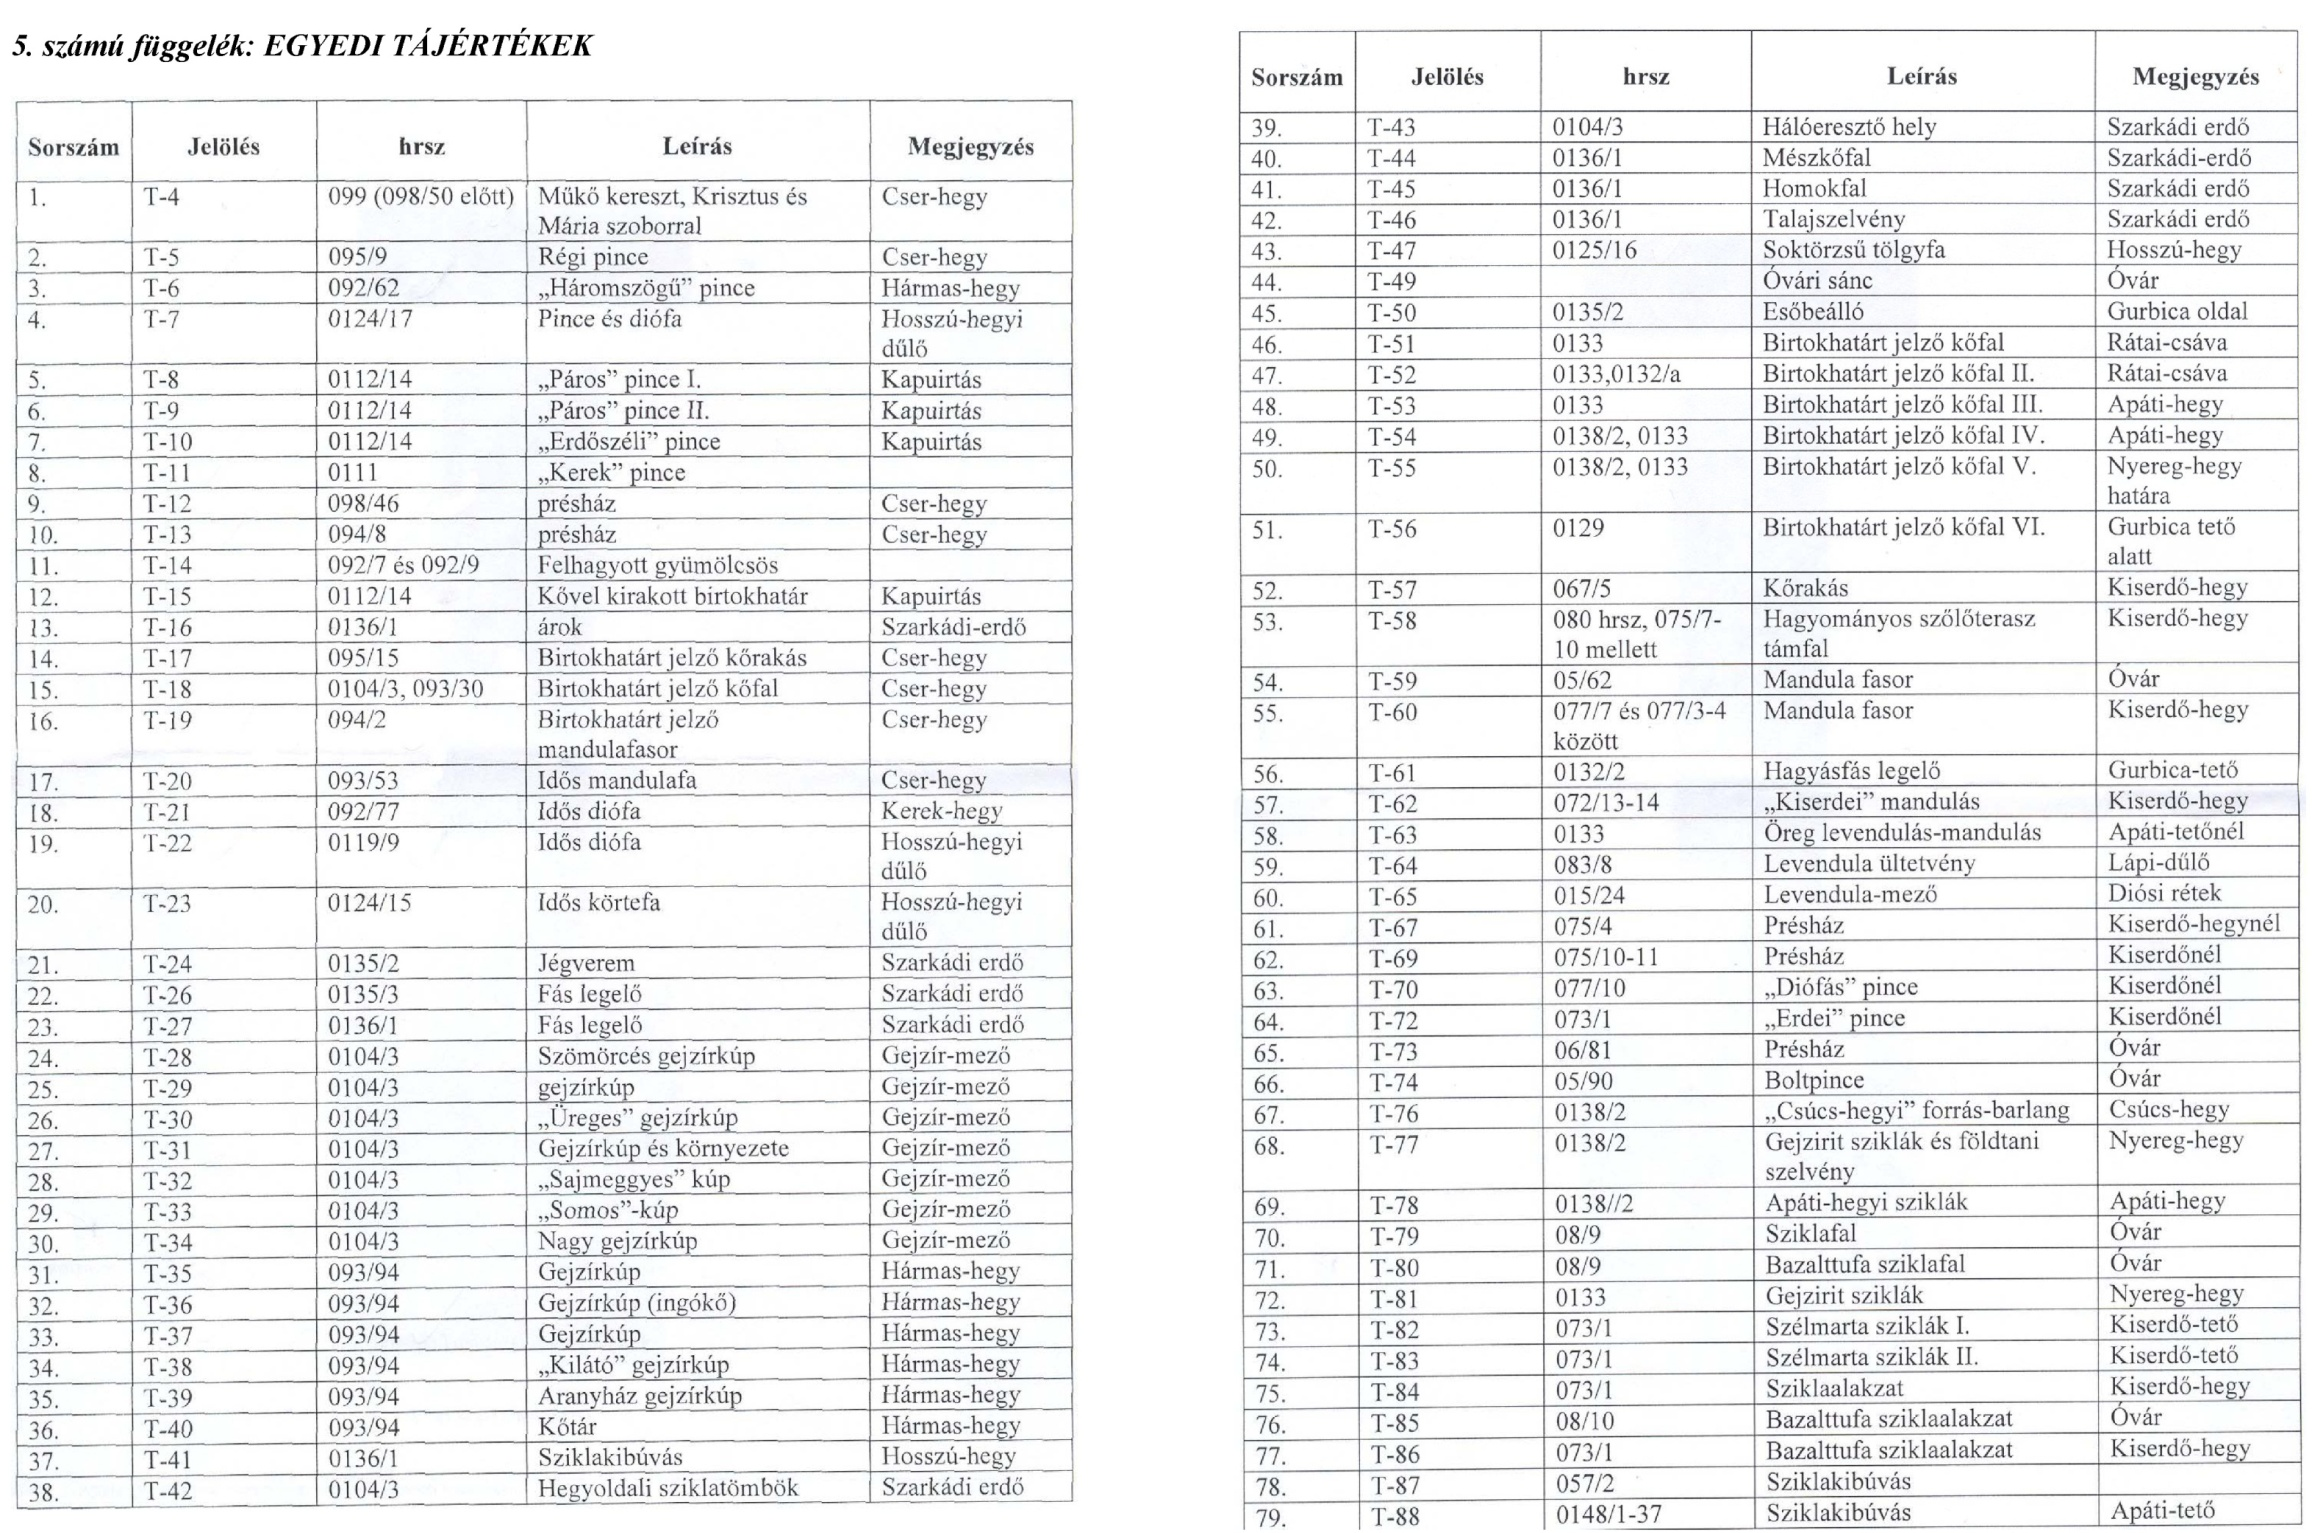 5. számú függelék: EGYEDI TÁJÉRTÉKEK
Sorszám Jelölés hrsz Leírás Megjegyzés
1. T-4 099 (098/50 előtt) Műkő kereszt, Krisztus és Cser-hegy
Mária szoborral
2. T-5 095/9 Régi pince Cser-hegy
3. T-6 092/62 „Háromszögű” pince Hármas-hegy
4. T-7 0124/17 Pince és diófa Hosszú-hegyi
dűlő
5. T-8 0112/14 „Páros” pince I. Kapuirtás
6. T-9 0112/14 „Páros” pince II. Kapuirtás
7. T-10 0112/14 „Erdőszéli” pince Kapuirtás
8. T-11 0111 „Kerek” pince
9. T-12 098/46 présház Cser-hegy
10. T-13 094/8 présház Cser-hegy
11. T-14 092/7 és 092/9 Felhagyott gyümölcsös
12. T-15 0112/14 Kővel kirakott birtokhatár Kapuirtás
13. T-16 0136/1 árok Szarkádi-erdő
14. T-17 095/15 Birtokhatárt jelző kőrakás Cser-hegy
15. T-18 0104/3, 093/30 Birtokhatárt jelző kőfal Cser-hegy
16. T-19 094/2 Birtokhatárt jelző Cser-hegy
mandulafasor
17. T-20 093/53 Idős mandulafa Cser-hegy
18. T-21 092/77 Idős diófa Kerek-hegy
19. T-22 0119/9 Idős diófa Hosszú-hegyi
dűlő
20. T-23 0124/15 Idős körtefa Hosszú-hegyi
dűlő
21. T-24 0135/2 Jégverem Szarkádi erdő
22. T-26 0135/3 Fás legelő Szarkádi erdő
23. T-27 0136/1 Fás legelő Szarkádi erdő
24. T-28 0104/3 Szömörcés gejzírkúp Gejzír-mező
25. T-29 0104/3 gejzírkúp Gejzír-mező
26. T-30 0104/3 „Üreges” gejzírkúp Gejzír-mező
27. T-31 0104/3 Gejzírkúp és környezete Gejzír-mező
28. T-32 0104/3 „Sajmeggyes” kúp Gejzír-mező
29. T-33 0104/3 „Somos”-kúp Gejzír-mező
30. T-34 0104/3 Nagy gejzírkúp Gejzír-mező
31. T-35 093/94 Gejzírkúp Hármas-hegy
32. T-36 093/94 Gejzírkúp (ingókő) Hármas-hegy
33. T-37 093/94 Gejzírkúp Hármas-hegy
34. T-38 093/94 „Kilátó” gejzírkúp Hármas-hegy
35. T-39 093/94 Aranyház gejzírkúp Hármas-hegy
36. T-40 093/94 Kőtár Hármas-hegy
37. T-41 0136/1 Sziklakibúvás Hosszú-hegy
38. T-42 0104/3 Hegyoldali sziklatömbök Szarkádi erdő
Sorszám Jelölés hrsz Leírás Megjegyzés
39. T-43 0104/3 Hálóeresztő hely Szarkádi erdő
40. T-44 0136/1 Mészkőfal Szarkádi-erdő
41. T-45 0136/1 Homokfal Szarkádi erdő
42. T-46 0136/1 Talajszelvény Szarkádi erdő
43. T-47 0125/16 Soktörzsű tölgyfa Hosszú-hegy
44. T-49 Óvári sánc Óvár
45. T-50 0135/2 Esőbeálló Gurbica oldal
46. T-51 0133 Birtokhatárt jelző kőfal Rátai-csáva
47. T-52 0133,0132/a Birtokhatárt jelző kőfal II. Rátai-csáva
48. T-53 0133 Birtokhatárt jelző kőfal III. Apáti-hegy
49. T-54 0138/2, 0133 Birtokhatárt jelző kőfal IV. Apáti-hegy
50. T-55 0138/2, 0133 Birtokhatárt jelző kőfal V. Nyereg-hegy
határa
51. T-56 0129 Birtokhatárt jelző kőfal VI. Gurbica tető
alatt
52. T-57 067/5 Kőrakás Kiserdő-hegy
53. T-58 080 hrsz, 075/7- Hagyományos szőlőterasz Kiserdő-hegy
10 mellett támfal
54. T-59 05/62 Mandula fasor Óvár
55. T-60 077/7 és 077/3-4 Mandula fasor Kiserdő-hegy
között
56. T-61 0132/2 Hagyásfás legelő Gurbica-tető
57. T-62 072/13-14 „Kiserdei” mandulás Kiserdő-hegy
58. T-63 0133 Öreg levendulás-mandulás Apáti-tetőnél
59. T-64 083/8 Levendula ültetvény Lápi-dűlő
60. T-65 015/24 Levendula-mező Diósi rétek
61. T-67 075/4 Présház Kiserdő-hegynél
62. T-69 075/10-11 Présház Kiserdőnél
63. T-70 077/10 „Diófás” pince Kiserdőnél
64. T-72 073/1 „Erdei” pince Kiserdőnél
65. T-73 06/81 Présház Óvár
66. T-74 05/90 Boltpince Óvár
67. T-76 0138/2 „Csúcs-hegyi” forrás-barlang Csúcs-hegy
68. T-77 0138/2 Gejzirit sziklák és földtani Nyereg-hegy
szelvény
69. T-78 0138//2 Apáti-hegyi sziklák Apáti-hegy
70. T-79 08/9 Sziklafal Óvár
71. T-80 08/9 Bazalttufa sziklafal Óvár
72. T-81 0133 Gejzirit sziklák Nyereg-hegy
73. T-82 073/1 Szélmarta sziklák I. Kiserdő-tető
74. T-83 073/1 Szélmarta sziklák II. Kiserdő-tető
75. T-84 073/1 Sziklaalakzat Kiserdő-hegy
76. T-85 08/10 Bazalttufa sziklaalakzat Óvár
77. T-86 073/1 Bazalttufa sziklaalakzat Kiserdő-hegy
78. T-87 057/2 Sziklakibúvás
79. T-88 0148/1-37 Sziklakibúvás Apáti-tető